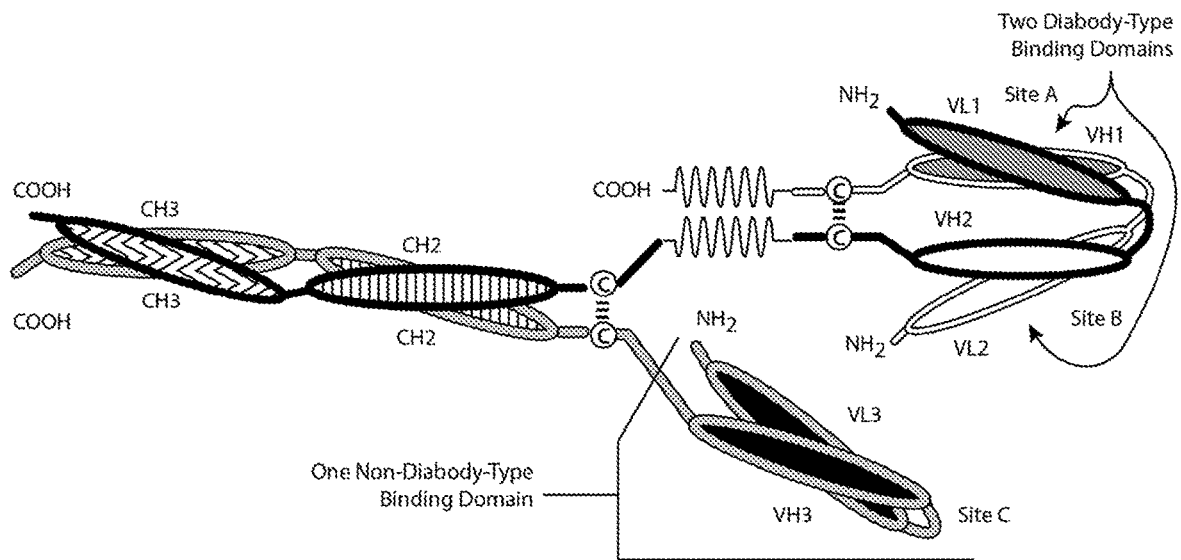 Two Diabody-Type
Binding Domains
NH2
VL1
Site A
VH1
COOH
COOH
CH3
C
VH2
CH2
C
C
CH3
NH2
Site B
COOH
CH2
C
NH2
VL2
VL3
One Non-Diabody-Type
Binding Domain
VH3
Site C